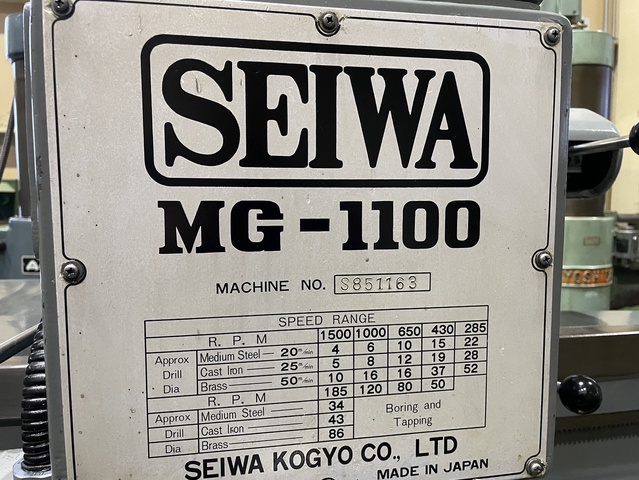 SEIWA
MG-1100
MACHINE NO. S851163
SPEED RANGE
R. P. M 1500 1000 650 430 285
Approx Drill Dia
Medium Steel — 20m/min 4 6 10 15 22
Cast Iron — 25m/min 5 8 12 19 28
Brass — 50m/min 10 16 16 37 52
R. P. M 185 120 80 50
Approx Drill Dia
Medium Steel — 34
Cast Iron — 43
Brass — 86
Boring and
Tapping
SEIWA KOGYO CO., LTD
MADE IN JAPAN